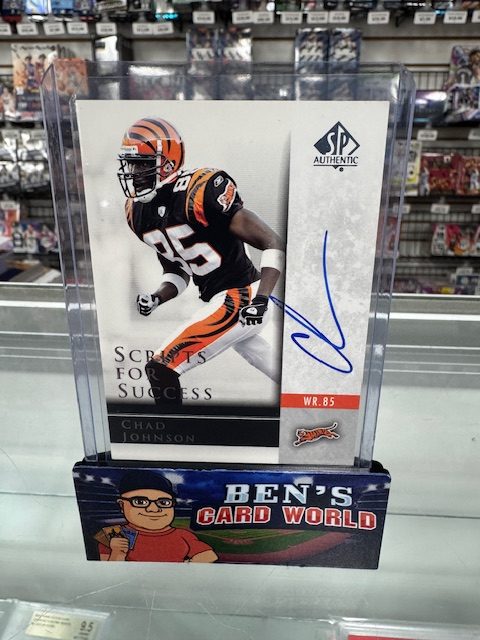 SP
AUTHENTIC
85
SCRIPTS
FOR
SUCCESS
WR.85
CHAD
JOHNSON
BEN'S
CARD WORLD